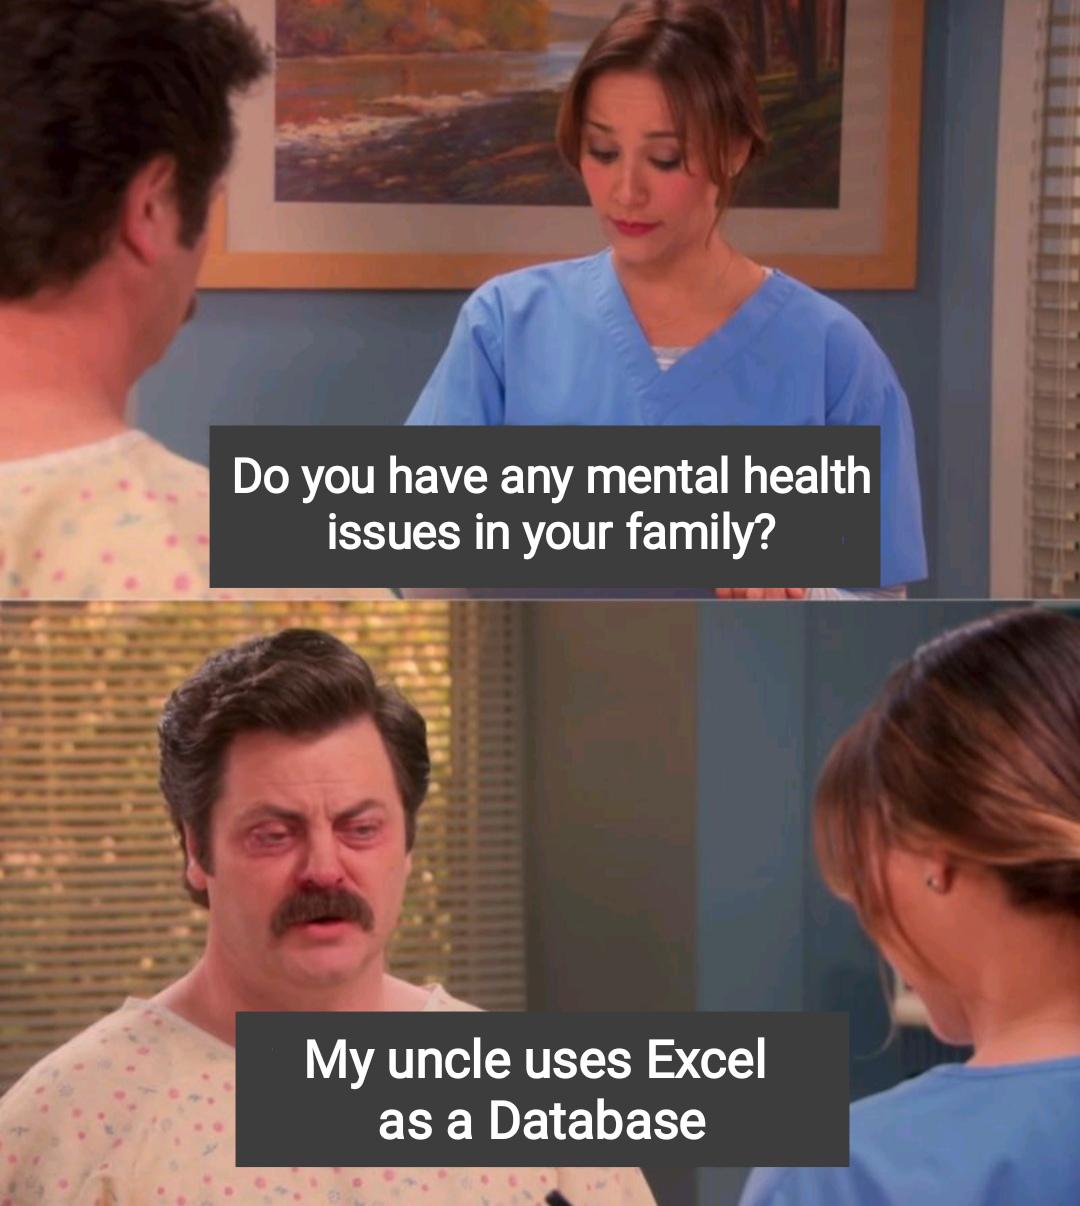 Do you have any mental health
issues in your family?
My uncle uses Excel
as a Database